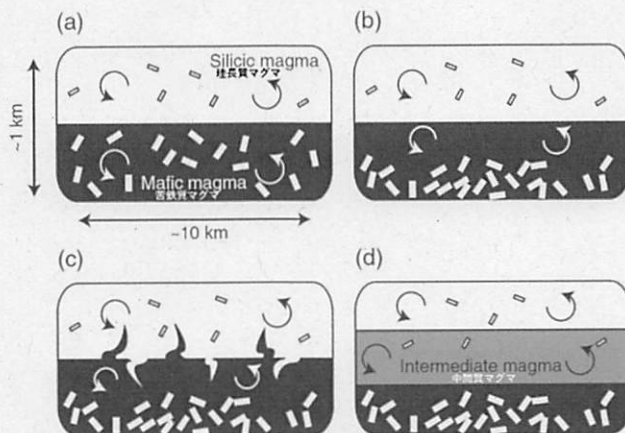 (a)
Silicic magma
珪長質マグマ
~1 km
Mafic magma
苦鉄質マグマ
~10 km
(b)
(c)
(d)
Intermediate magma
中間質マグマ